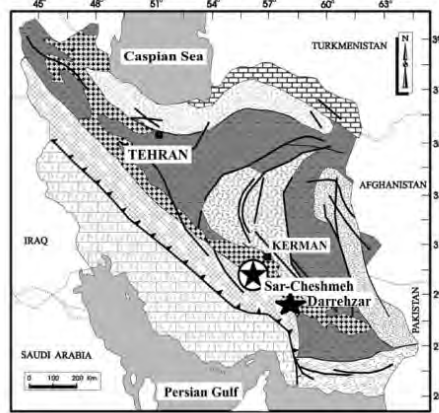 45 48 51 54 57 60 63
TURKMENISTAN
N
Caspian Sea
TEHRAN
AFGHANISTAN
IRAQ
KERMAN
Sar-Cheshmeh
Darrehzar
PAKISTAN
SAUDI ARABIA
0 100 200 Km.
Persian Gulf